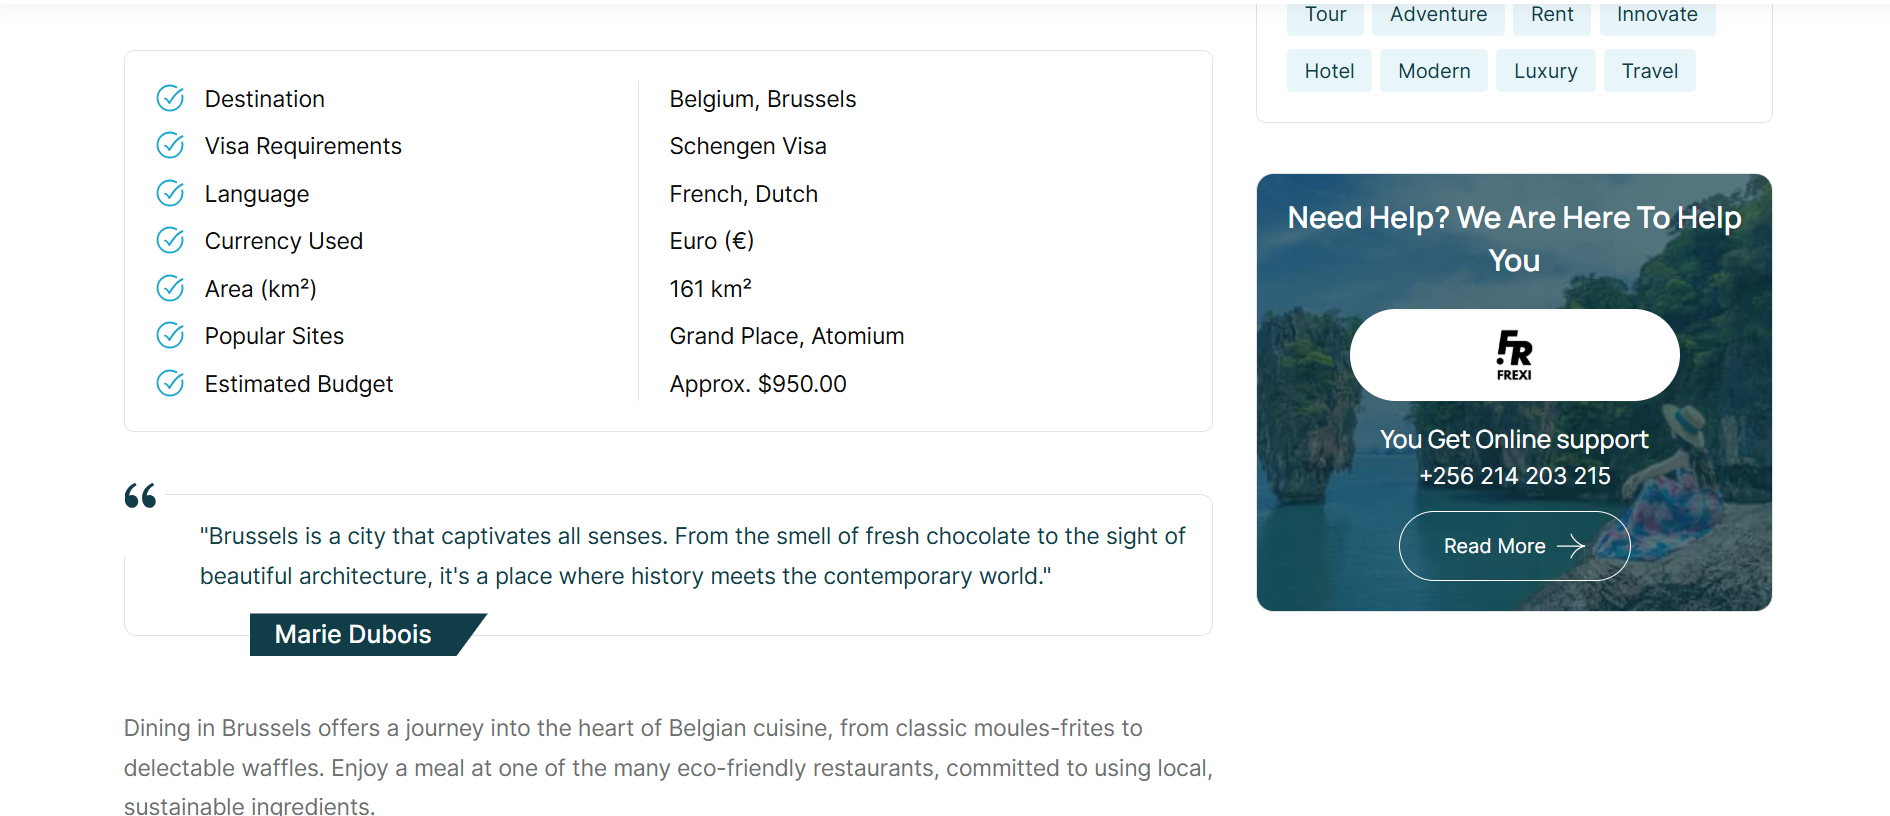 Tour Adventure Rent Innovate
Hotel Modern Luxury Travel
Destination Belgium, Brussels
Visa Requirements Schengen Visa
Language French, Dutch
Currency Used Euro (€)
Area (km²) 161 km²
Popular Sites Grand Place, Atomium
Estimated Budget Approx. $950.00
"Brussels is a city that captivates all senses. From the smell of fresh chocolate to the sight of
beautiful architecture, it's a place where history meets the contemporary world."
Marie Dubois
Dining in Brussels offers a journey into the heart of Belgian cuisine, from classic moules-frites to
delectable waffles. Enjoy a meal at one of the many eco-friendly restaurants, committed to using local,
sustainable ingredients.
Need Help? We Are Here To Help
You
FR
FREXI
You Get Online support
+256 214 203 215
Read More